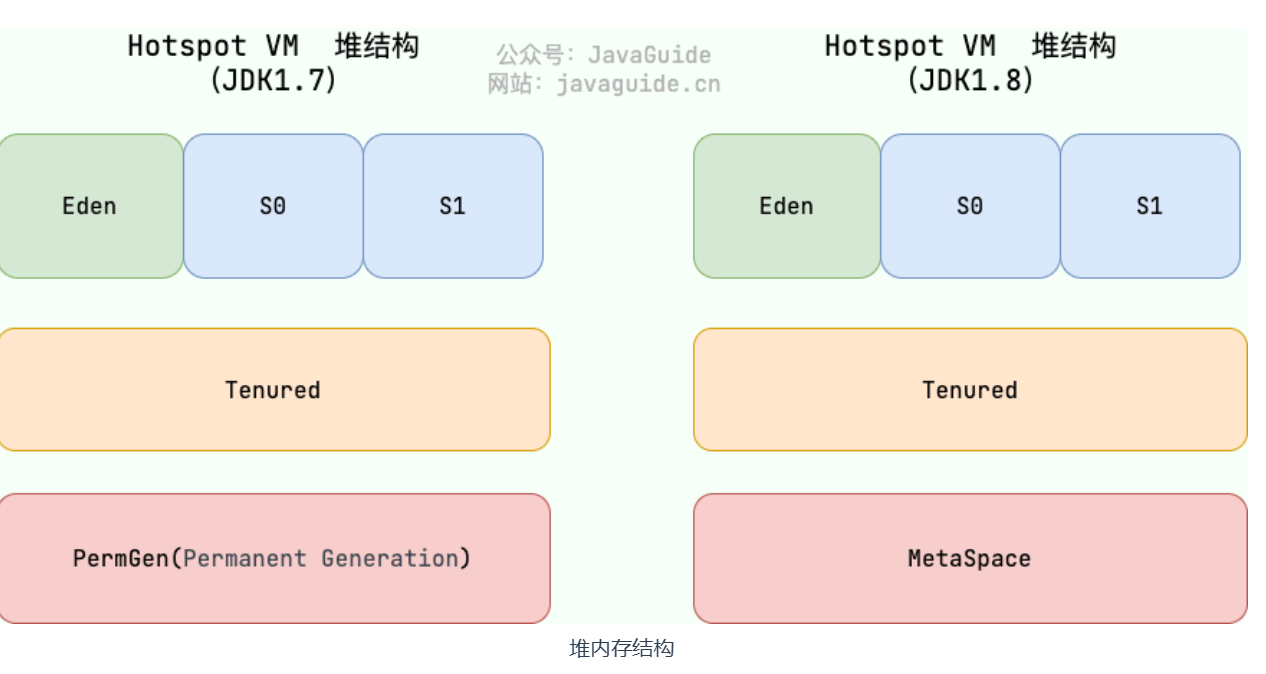 Hotspot VM 堆结构
(JDK1.7)
公众号：JavaGuide
网站：javaguide.cn
Hotspot VM 堆结构
(JDK1.8)
Eden
S0
S1
Eden
S0
S1
Tenured
Tenured
PermGen(Permanent Generation)
MetaSpace
堆内存结构